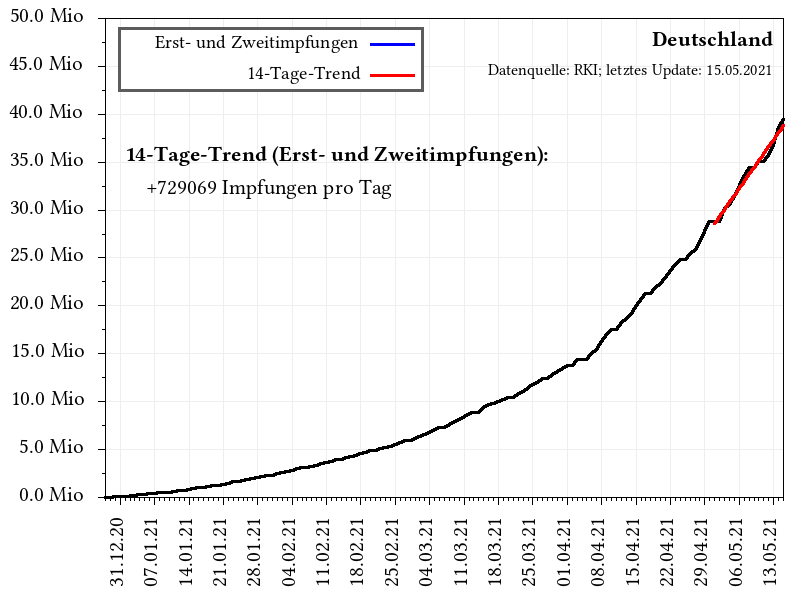 50.0 Mio
45.0 Mio
40.0 Mio
35.0 Mio
30.0 Mio
25.0 Mio
20.0 Mio
15.0 Mio
10.0 Mio
5.0 Mio
0.0 Mio
Erst- und Zweitimpfungen
14-Tage-Trend
Deutschland
Datenquelle: RKI; letztes Update: 15.05.2021
14-Tage-Trend (Erst- und Zweitimpfungen):
+729069 Impfungen pro Tag
31.12.20
07.01.21
14.01.21
21.01.21
28.01.21
04.02.21
11.02.21
18.02.21
25.02.21
04.03.21
11.03.21
18.03.21
25.03.21
01.04.21
08.04.21
15.04.21
22.04.21
29.04.21
06.05.21
13.05.21